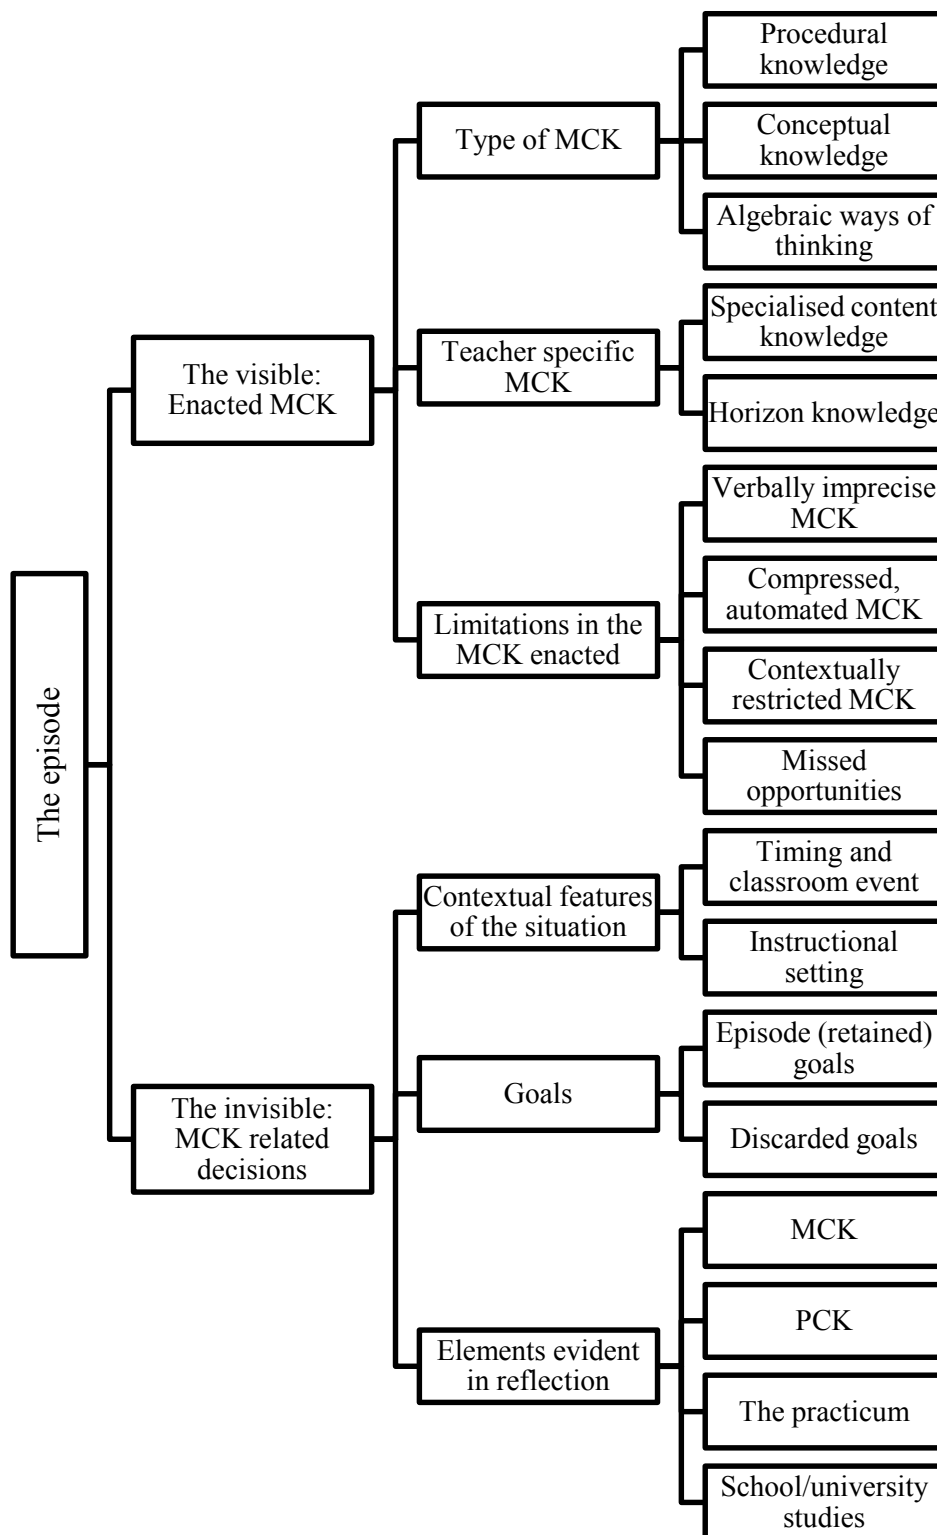 Procedural
knowledge
Type of MCK
Conceptual
knowledge
Algebraic ways of
thinking
The visible:
Enacted MCK
Teacher specific
MCK
Specialised content
knowledge
Horizon knowledge
Limitations in the
MCK enacted
Verbally imprecise
MCK
Compressed,
automated MCK
Contextually
restricted MCK
Missed
opportunities
The episode
Contextual features
of the situation
Timing and
classroom event
Instructional
setting
The invisible:
MCK related
decisions
Goals
Episode (retained)
goals
Discarded goals
Elements evident
in reflection
MCK
PCK
The practicum
School/university
studies